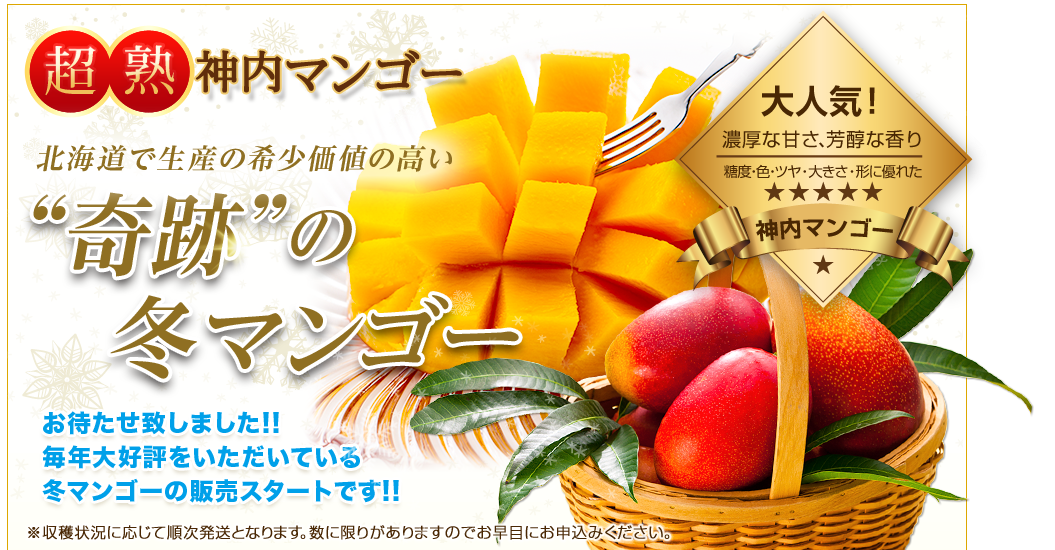 超熟 神内マンゴー
北海道で生産の希少価値の高い
“奇跡”の
冬マンゴー
お待たせ致しました!!
毎年大好評をいただいている
冬マンゴーの販売スタートです!!
※収穫状況に応じて順次発送となります。数に限りがありますのでお早目にお申込みください。
大人気!
濃厚な甘さ、芳醇な香り
糖度・色・ツヤ・大きさ・形に優れた
★★★★★
神内マンゴー
★